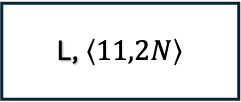 L, ⟨11,2N⟩